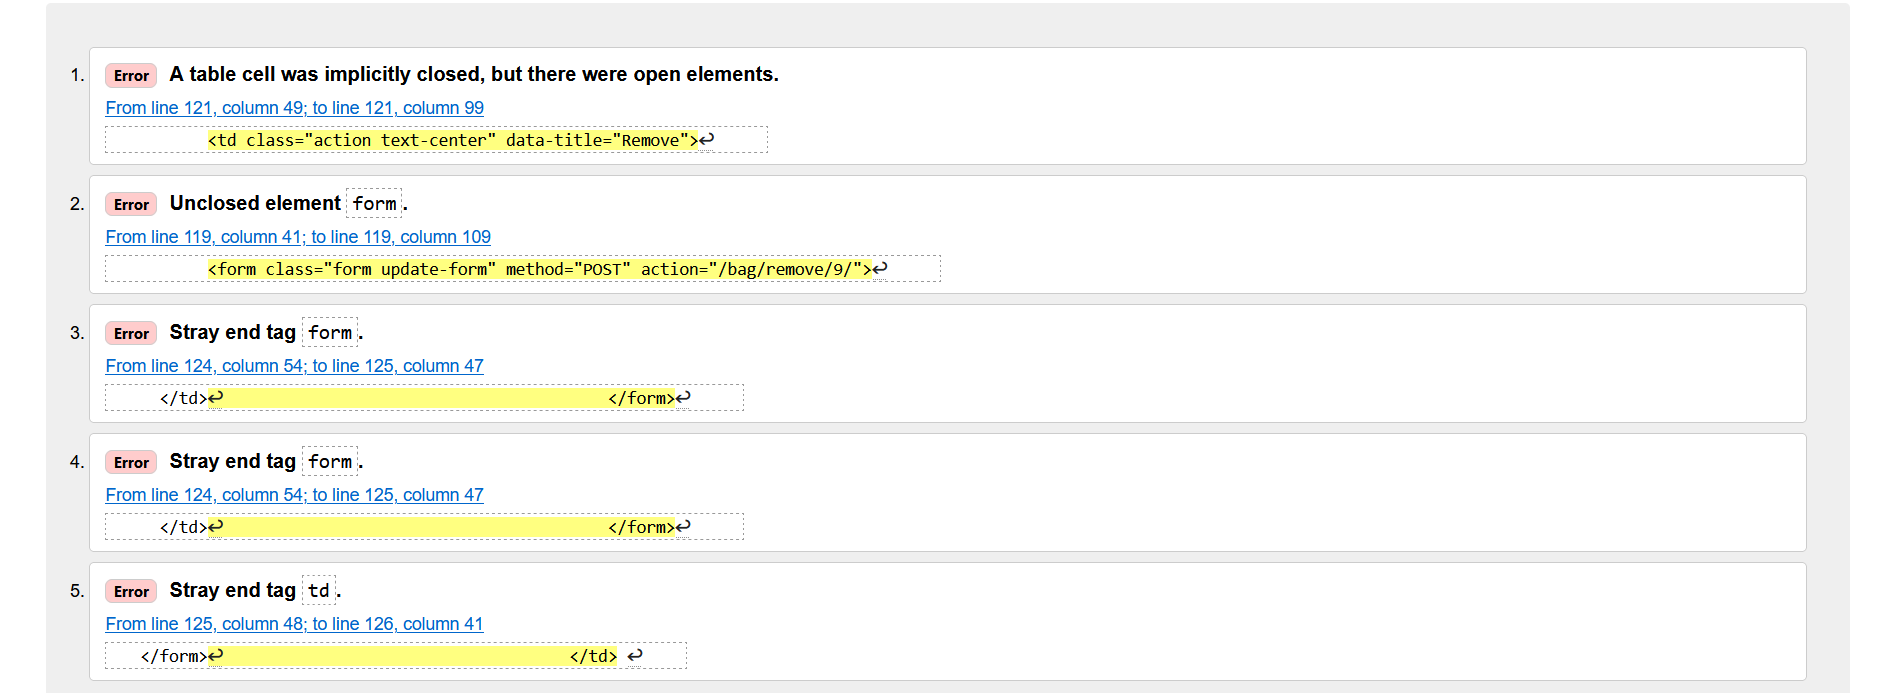 1. Error A table cell was implicitly closed, but there were open elements.
From line 121, column 49; to line 121, column 99
<td class="action text-center" data-title="Remove">↩
2. Error Unclosed element form.
From line 119, column 41; to line 119, column 109
<form class="form update-form" method="POST" action="/bag/remove/9/">↩
3. Error Stray end tag form.
From line 124, column 54; to line 125, column 47
</td>↩ </form>↩
4. Error Stray end tag form.
From line 124, column 54; to line 125, column 47
</td>↩ </form>↩
5. Error Stray end tag td.
From line 125, column 48; to line 126, column 41
</form>↩ </td> ↩